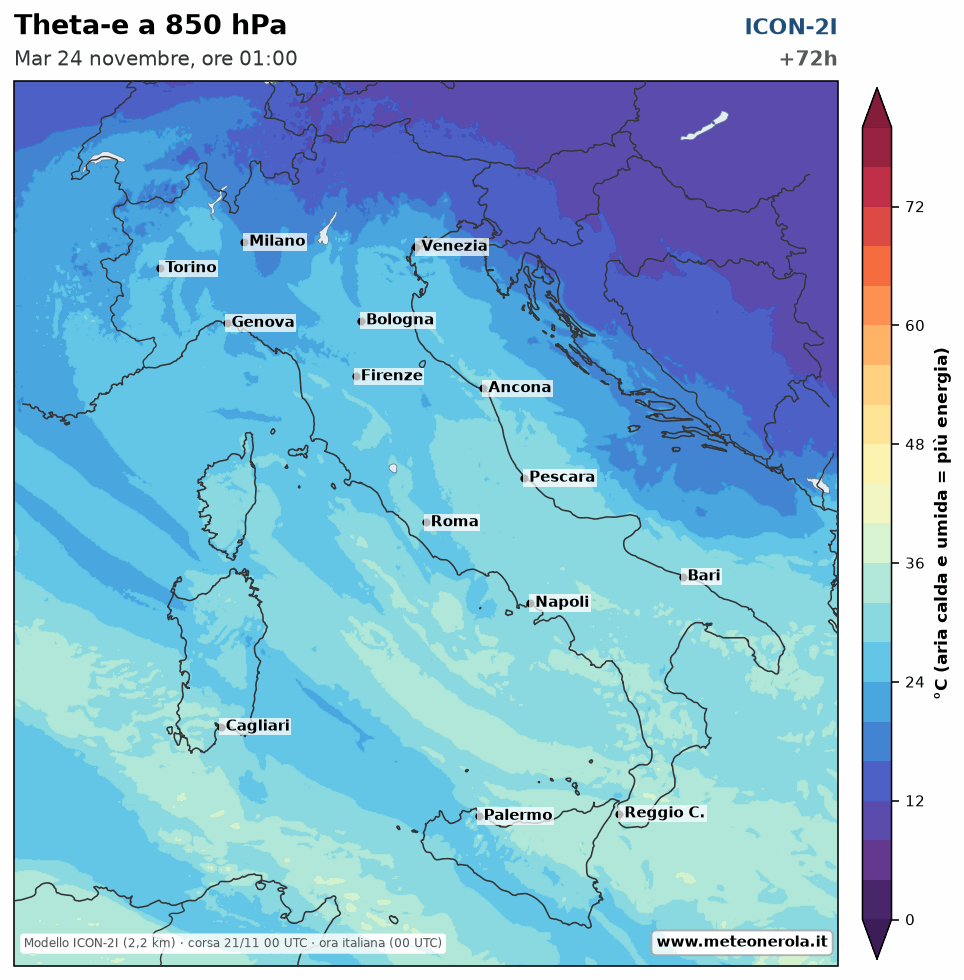 Theta-e a 850 hPa
ICON-2I
Mar 24 novembre, ore 01:00
+72h
Milano
Venezia
Torino
Genova
Bologna
Firenze
Ancona
Pescara
Roma
Bari
Napoli
Cagliari
Palermo
Reggio C.
72
60
48
36
24
12
0
°C (aria calda e umida = più energia)
Modello ICON-2I (2,2 km) · corsa 21/11 00 UTC · ora italiana (00 UTC)
www.meteonerola.it